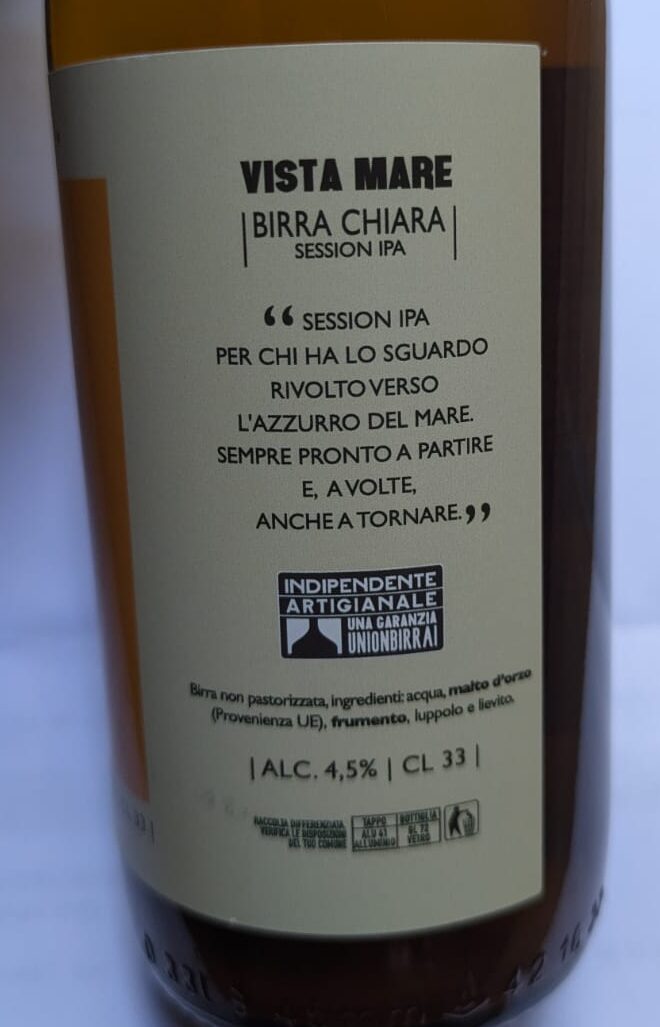 VISTA MARE
| BIRRA CHIARA |
SESSION IPA
“ SESSION IPA
PER CHI HA LO SGUARDO
RIVOLTO VERSO
L'AZZURRO DEL MARE.
SEMPRE PRONTO A PARTIRE
E, A VOLTE,
ANCHE A TORNARE.”
INDIPENDENTE
ARTIGIANALE
UNA GARANZIA
UNIONBIRRAI
Birra non pastorizzata, ingredienti: acqua, malto d'orzo
(Provenienza UE), frumento, luppolo e lievito.
| ALC. 4,5% | CL 33 |
RACCOLTA DIFFERENZIATA
VERIFICA LE DISPOSIZIONI
DEL TUO COMUNE
TAPPO
ALU 41
ALLUMINIO
BOTTIGLIA
GL 72
VETRO